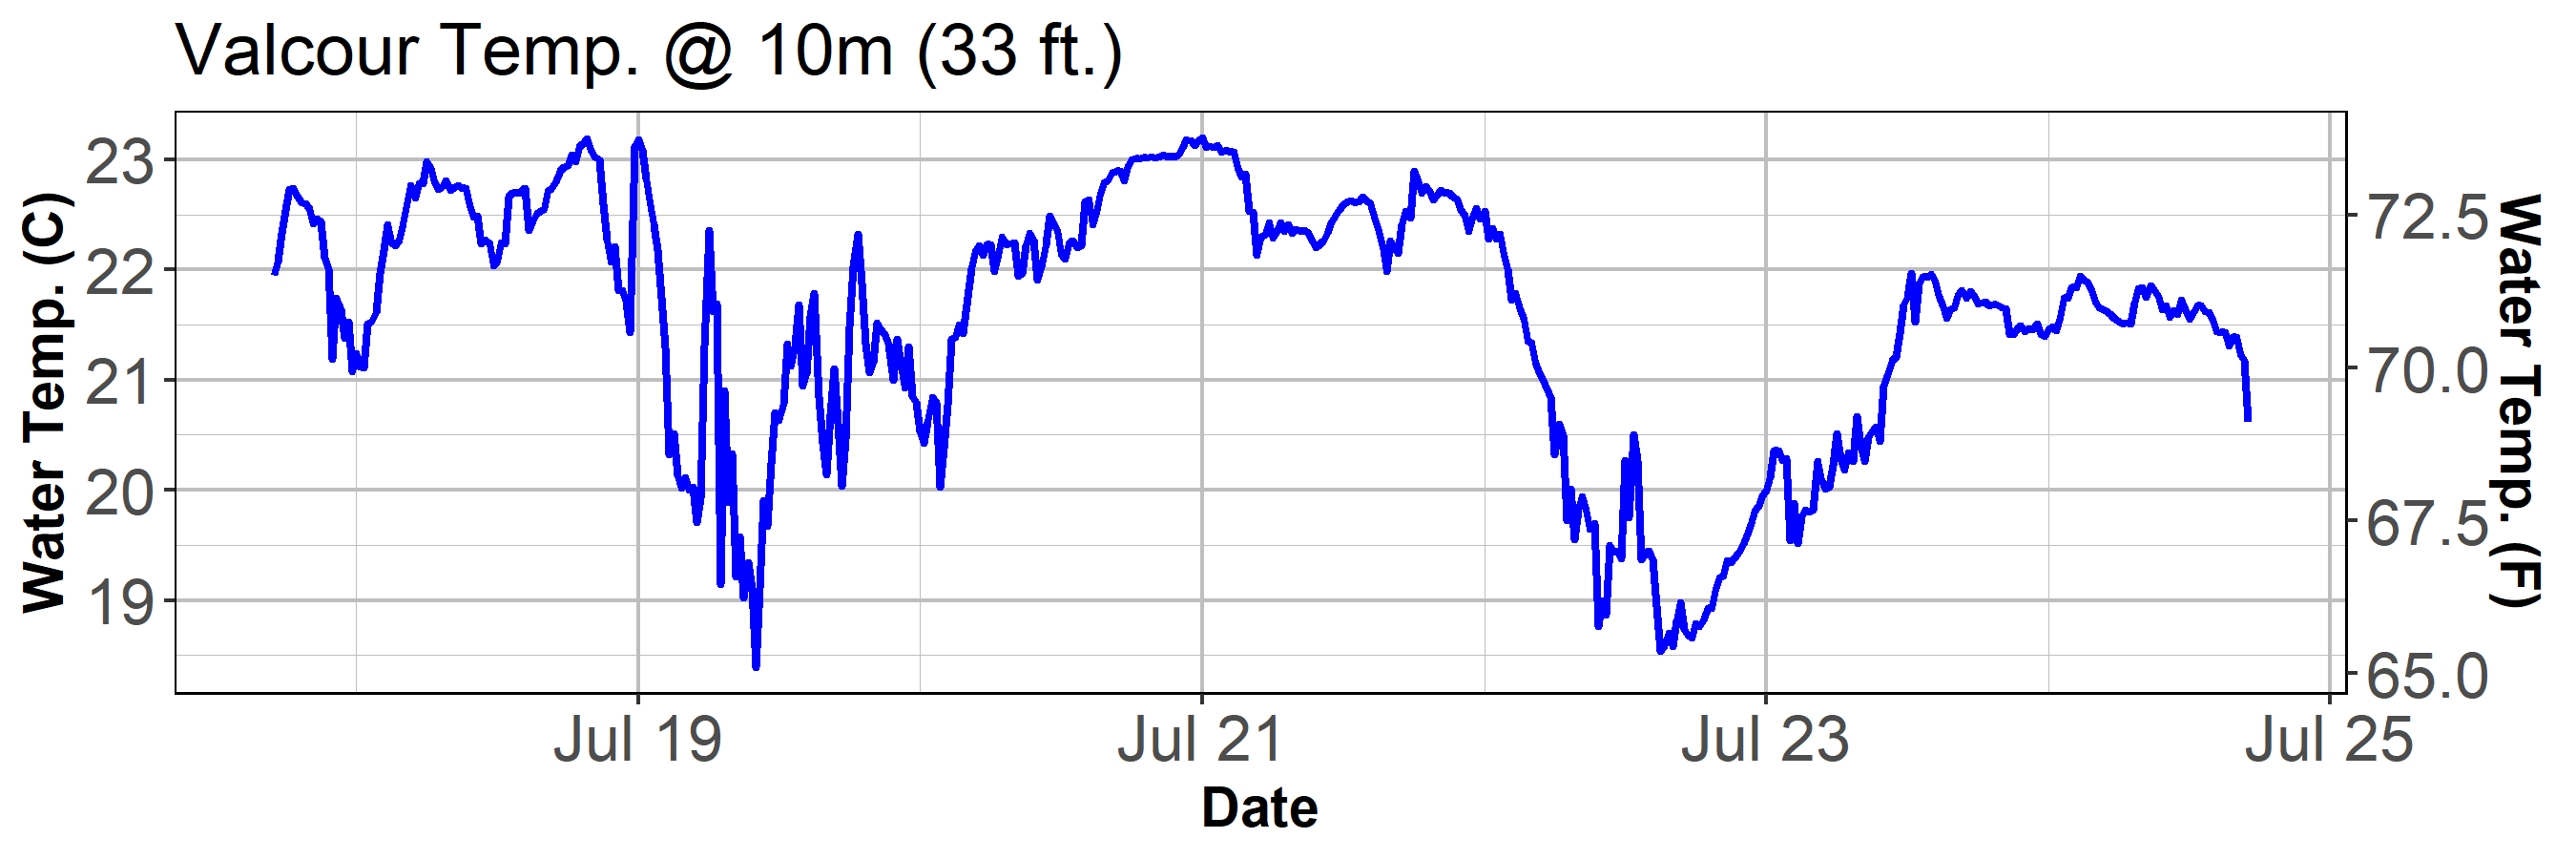 Valcour Temp. @ 10m (33 ft.)
Water Temp. (C)
23
22
21
20
19
72.5
70.0
67.5
65.0
Water Temp. (F)
Jul 19 Jul 21 Jul 23 Jul 25
Date